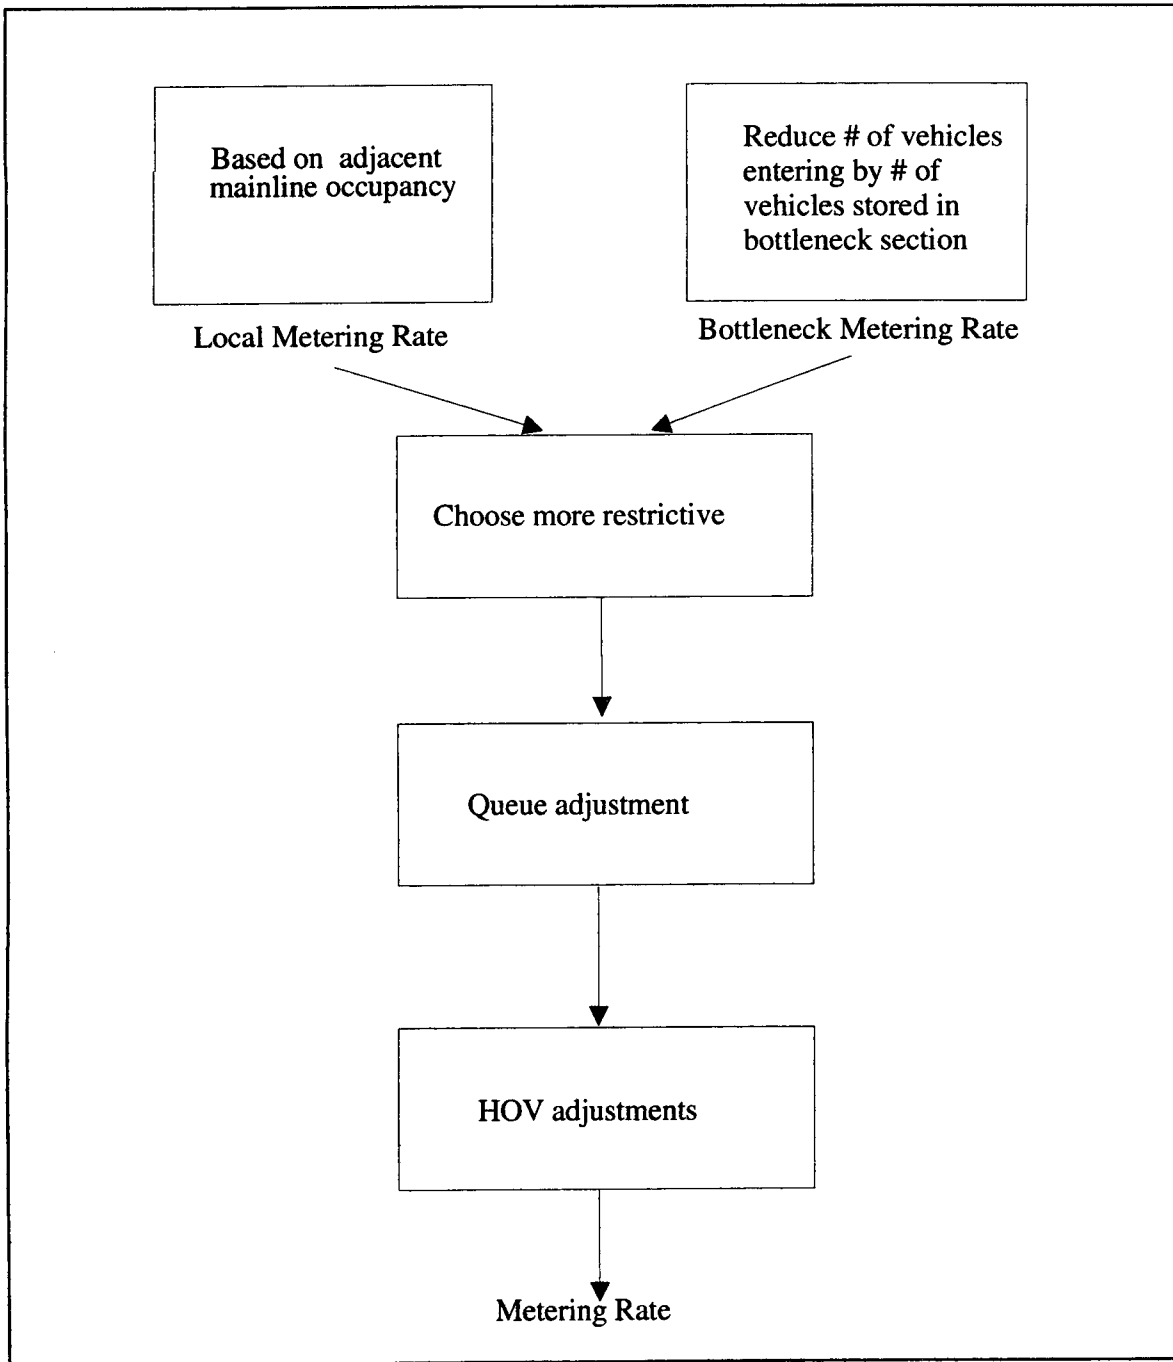 Based on adjacent
mainline occupancy
Local Metering Rate
Reduce # of vehicles
entering by # of
vehicles stored in
bottleneck section
Bottleneck Metering Rate
Choose more restrictive
Queue adjustment
HOV adjustments
Metering Rate